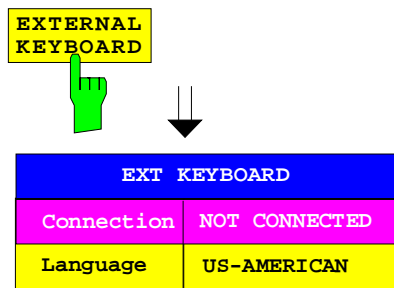 EXTERNAL
KEYBOARD
EXT KEYBOARD
Connection NOT CONNECTED
Language US-AMERICAN